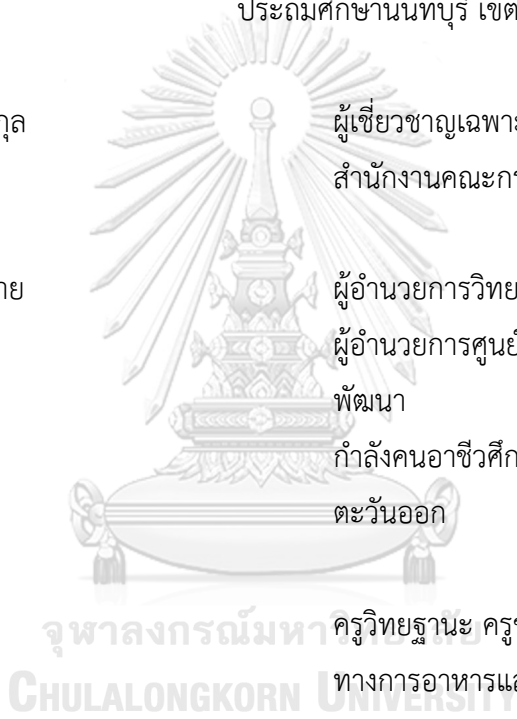 ประถมศึกษานนทบุรี เขต
กุล ผู้เชี่ยวชาญเฉพาะ
สำนักงานคณะกร
าย ผู้อำนวยการวิทย
ผู้อำนวยการศูนย์
พัฒนา
กำลังคนอาชีวศึก
ตะวันออก
ครูวิทยฐานะ ครูช
ทางการอาหารและ
จุฬาลงกรณ์มหาวิทยาลัย
CHULALONGKORN UNIVERSITY